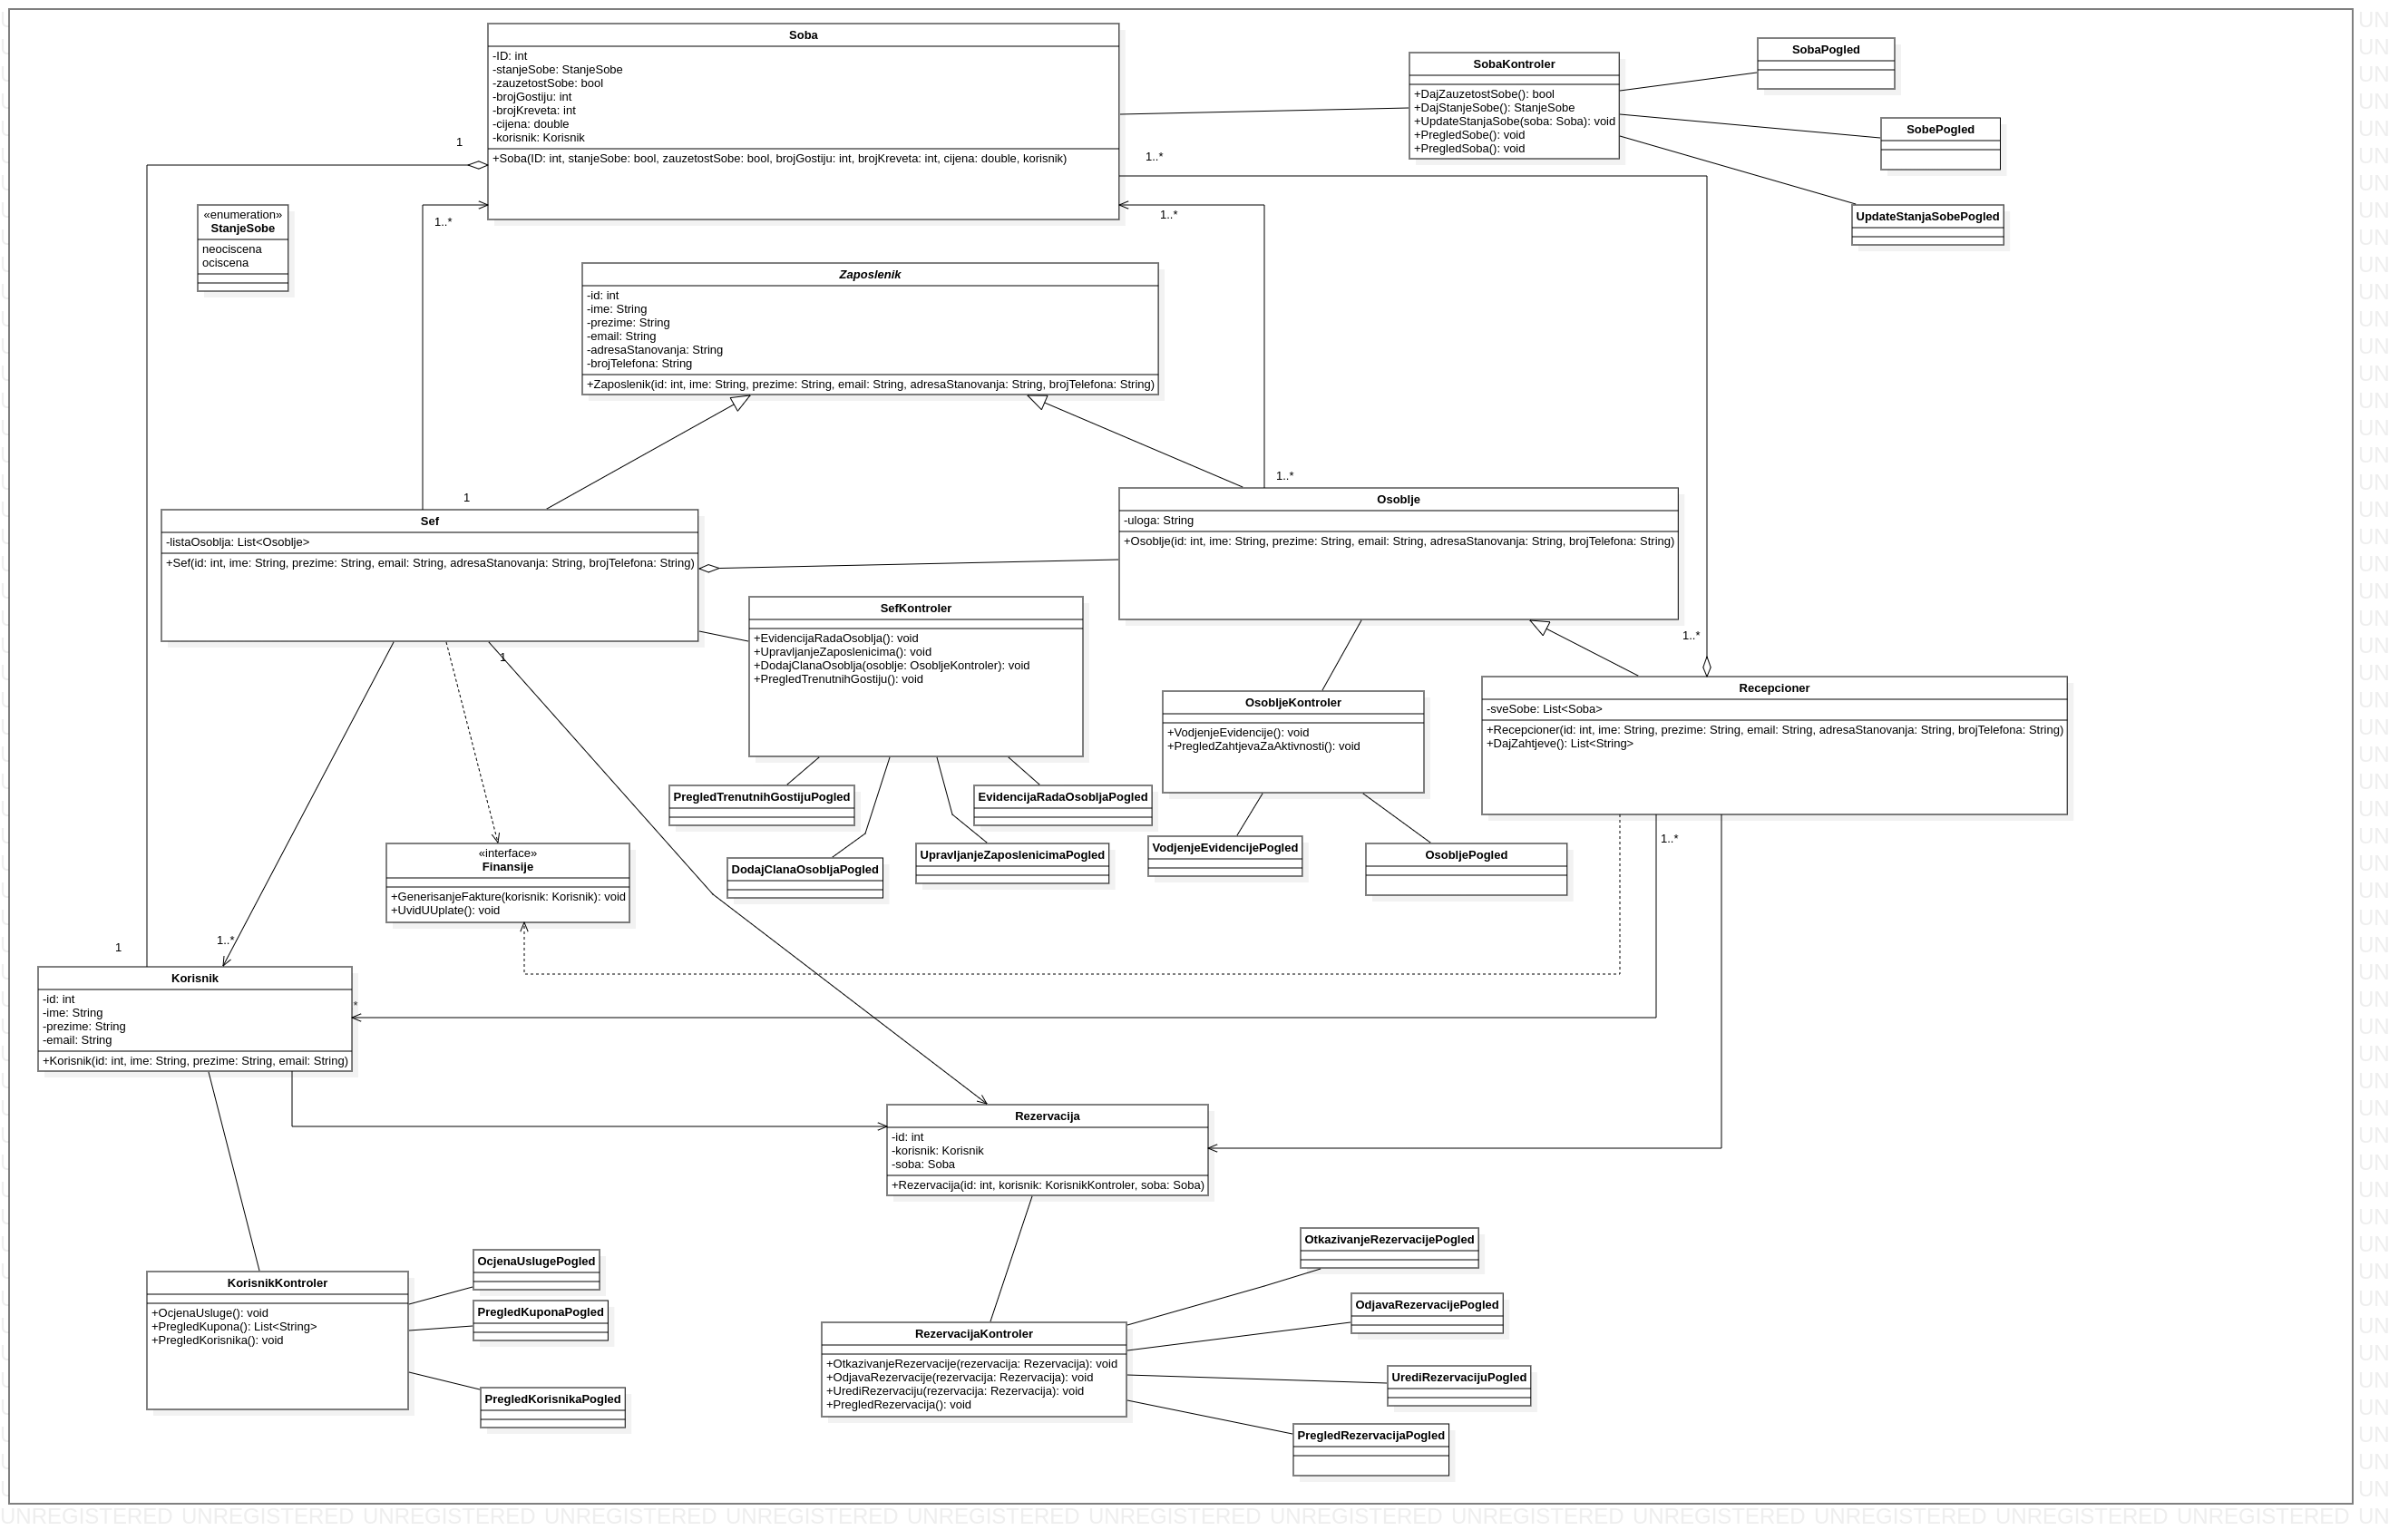 Soba
-ID: int
-stanjeSobe: StanjeSobe
-zauzetostSobe: bool
-brojGostiju: int
-brojKreveta: int
-cijena: double
-korisnik: Korisnik
+Soba(ID: int, stanjeSobe: bool, zauzetostSobe: bool, brojGostiju: int, brojKreveta: int, cijena: double, korisnik)
SobaKontroler
+DajZauzetostSobe(): bool
+DajStanjeSobe(): StanjeSobe
+UpdateStanjaSobe(soba: Soba): void
+PregledSobe(): void
+PregledSoba(): void
SobaPogled
SobePogled
UpdateStanjaSobePogled
1
1..*
1..*
1..*
«enumeration»
StanjeSobe
neociscena
ociscena
Zaposlenik
-id: int
-ime: String
-prezime: String
-email: String
-adresaStanovanja: String
-brojTelefona: String
+Zaposlenik(id: int, ime: String, prezime: String, email: String, adresaStanovanja: String, brojTelefona: String)
1
1..*
Sef
-listaOsoblja: List<Osoblje>
+Sef(id: int, ime: String, prezime: String, email: String, adresaStanovanja: String, brojTelefona: String)
Osoblje
-uloga: String
+Osoblje(id: int, ime: String, prezime: String, email: String, adresaStanovanja: String, brojTelefona: String)
SefKontroler
+EvidencijaRadaOsoblja(): void
+UpravljanjeZaposlenicima(): void
+DodajClanaOsoblja(osoblje: OsobljeKontroler): void
+PregledTrenutnihGostiju(): void
1
1..*
OsobljeKontroler
+VodjenjeEvidencije(): void
+PregledZahtjevaZaAktivnosti(): void
Recepcioner
-sveSobe: List<Soba>
+Recepcioner(id: int, ime: String, prezime: String, email: String, adresaStanovanja: String, brojTelefona: String)
+DajZahtjeve(): List<String>
PregledTrenutnihGostijuPogled
EvidencijaRadaOsobljaPogled
DodajClanaOsobljaPogled
UpravljanjeZaposlenicimaPogled
VodjenjeEvidencijePogled
OsobljePogled
1..*
«interface»
Finansije
+GenerisanjeFakture(korisnik: Korisnik): void
+UvidUUplate(): void
1
1..*
*
Korisnik
-id: int
-ime: String
-prezime: String
-email: String
+Korisnik(id: int, ime: String, prezime: String, email: String)
Rezervacija
-id: int
-korisnik: Korisnik
-soba: Soba
+Rezervacija(id: int, korisnik: KorisnikKontroler, soba: Soba)
KorisnikKontroler
+OcjenaUsluge(): void
+PregledKupona(): List<String>
+PregledKorisnika(): void
OcjenaUslugePogled
PregledKuponaPogled
PregledKorisnikaPogled
RezervacijaKontroler
+OtkazivanjeRezervacije(rezervacija: Rezervacija): void
+OdjavaRezervacije(rezervacija: Rezervacija): void
+UrediRezervaciju(rezervacija: Rezervacija): void
+PregledRezervacija(): void
OtkazivanjeRezervacijePogled
OdjavaRezervacijePogled
UrediRezervacijuPogled
PregledRezervacijaPogled
UNREGISTERED UNREGISTERED UNREGISTERED UNREGISTERED UNREGISTERED UNREGISTERED UNREGISTERED UNREGISTERED UNREGISTERED UNREGISTERED UNREGISTERED UNREGISTERED UNREGISTERED UN